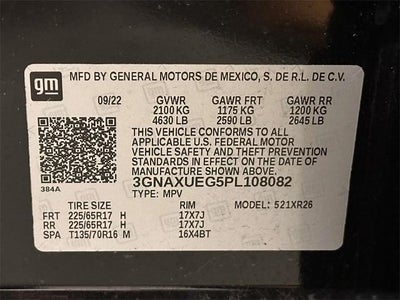 gm
MFD BY GENERAL MOTORS DE MEXICO, S. DE R.L. DE C.V.
09/22 GVWR GAWR FRT GAWR RR
2100 KG 1175 KG 1200 KG
4630 LB 2590 LB 2645 LB
THIS VEHICLE CONFORMS TO ALL
APPLICABLE U.S. FEDERAL MOTOR
VEHICLE SAFETY, BUMPER, AND THEFT
PREVENTION STANDARDS IN
EFFECT ON THE DATE OF
MANUFACTURE SHOWN ABOVE.
384A
3GNAXUEG5PL108082
TYPE: MPV
TIRE SIZE RIM MODEL: 521XR26
FRT 225/65R17 H 17X7J
RR 225/65R17 H 17X7J
SPA T135/70R16 M 16X4BT